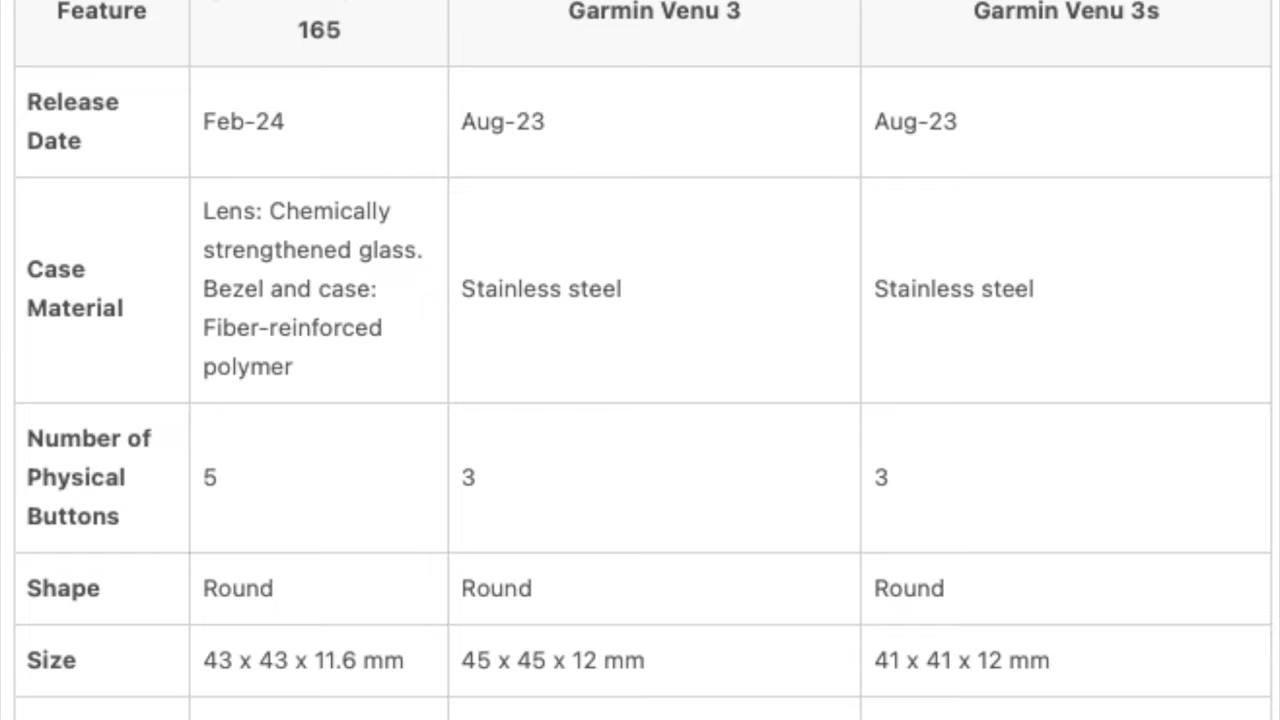 Feature
165
Garmin Venu 3
Garmin Venu 3s
Release
Date
Feb-24
Aug-23
Aug-23
Case
Material
Lens: Chemically
strengthened glass.
Bezel and case:
Fiber-reinforced
polymer
Stainless steel
Stainless steel
Number of
Physical
Buttons
5
3
3
Shape
Round
Round
Round
Size
43 x 43 x 11.6 mm
45 x 45 x 12 mm
41 x 41 x 12 mm